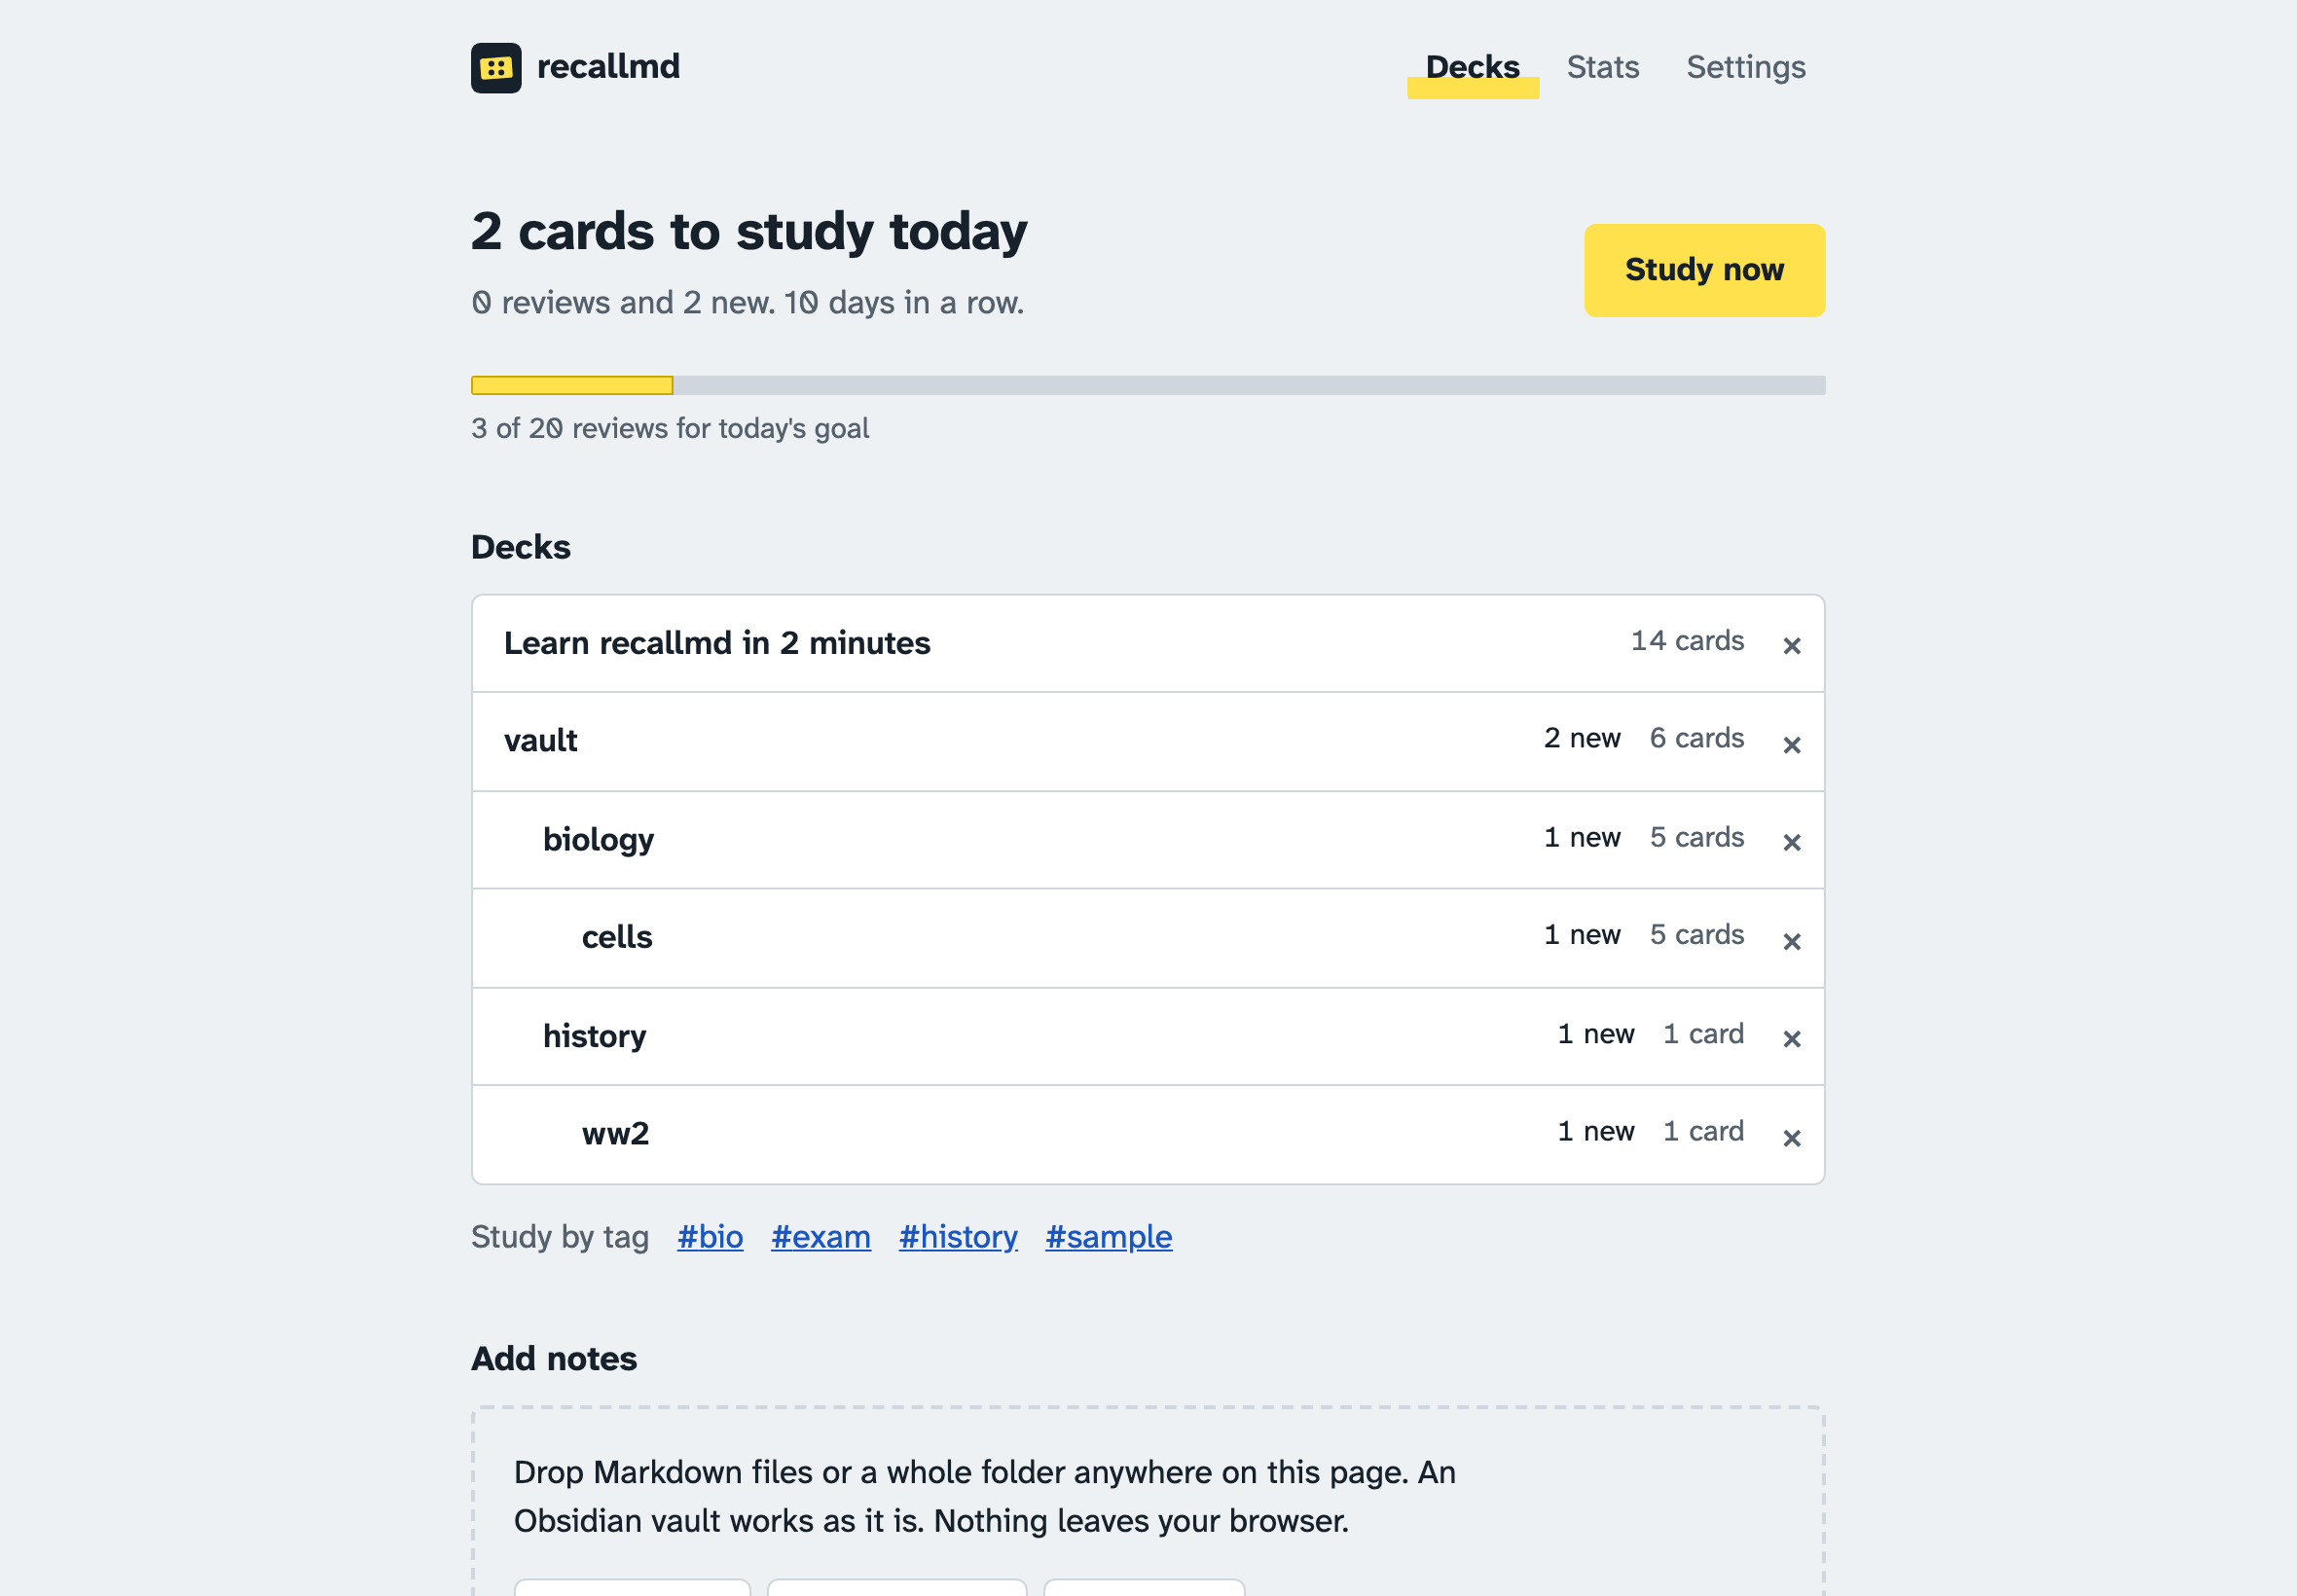 recallmd
Decks Stats Settings
2 cards to study today
0 reviews and 2 new. 10 days in a row.
Study now
3 of 20 reviews for today's goal
Decks
Learn recallmd in 2 minutes 14 cards ×
vault 2 new 6 cards ×
biology 1 new 5 cards ×
cells 1 new 5 cards ×
history 1 new 1 card ×
ww2 1 new 1 card ×
Study by tag #bio #exam #history #sample
Add notes
Drop Markdown files or a whole folder anywhere on this page. An
Obsidian vault works as it is. Nothing leaves your browser.